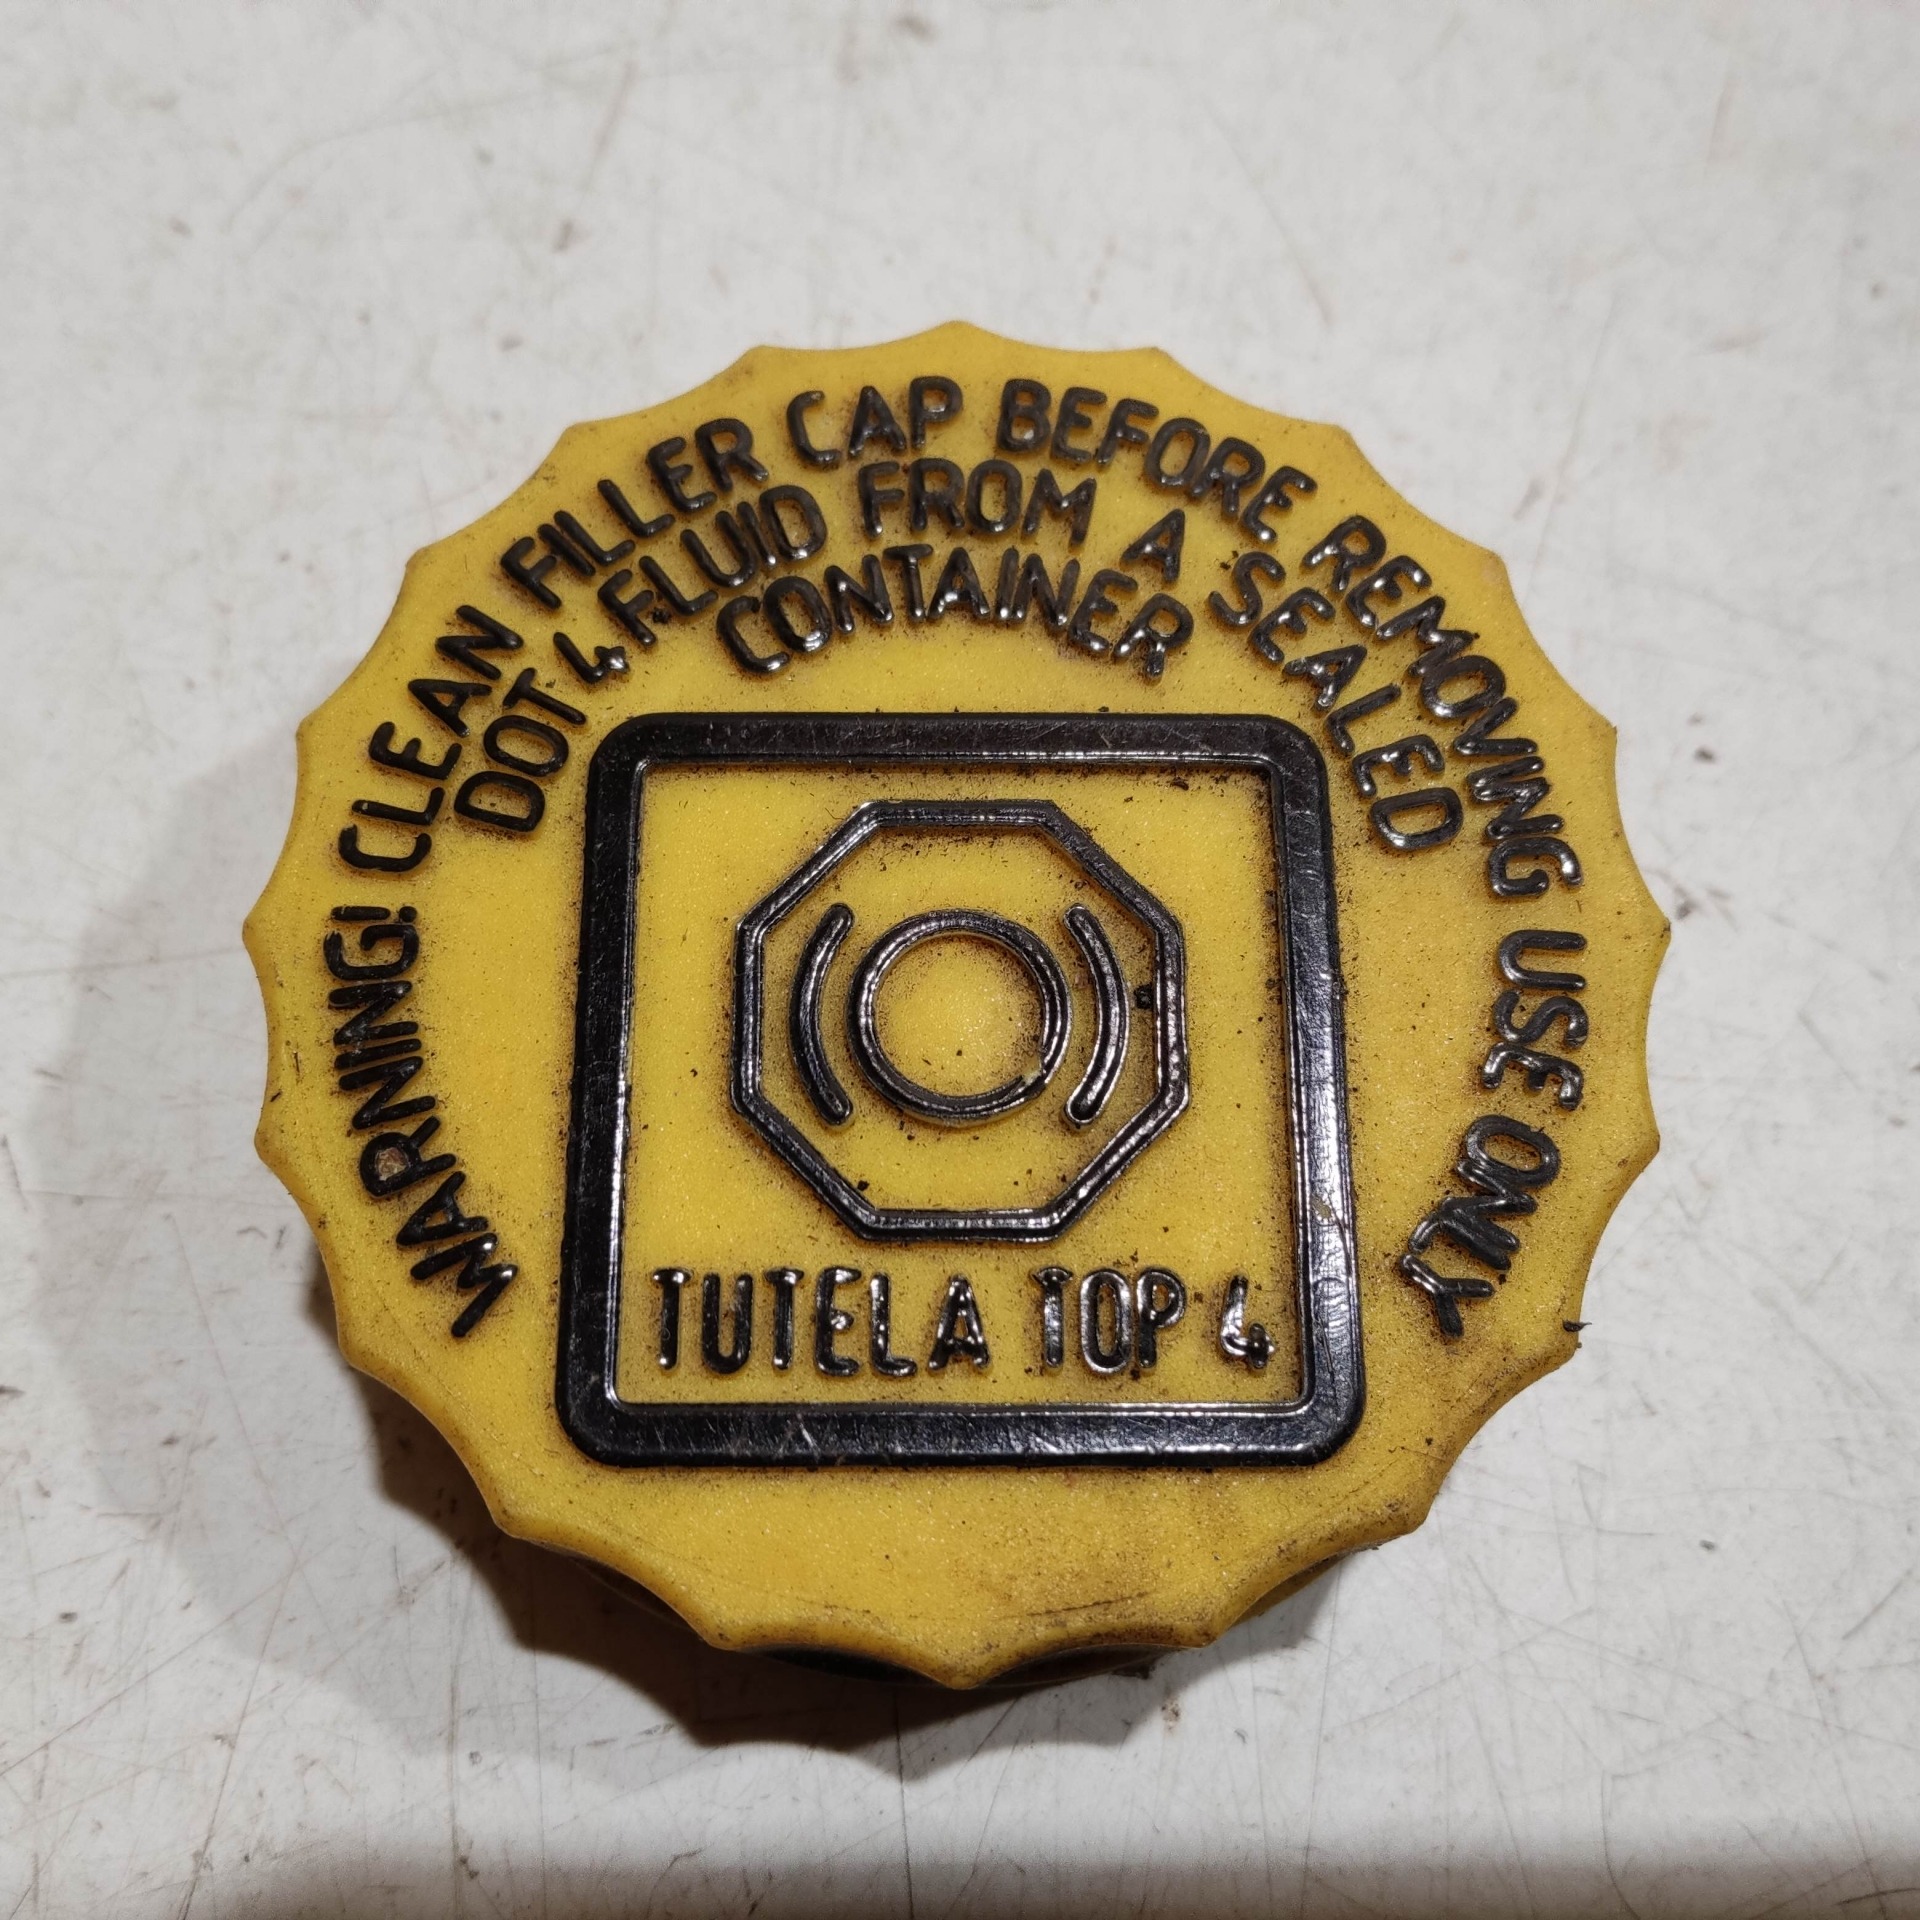 WARNING! CLEAN FILLER CAP BEFORE REMOVING USE ONLY
DOT 4 FLUID FROM A SEALED
CONTAINER
TUTELA TOP 4